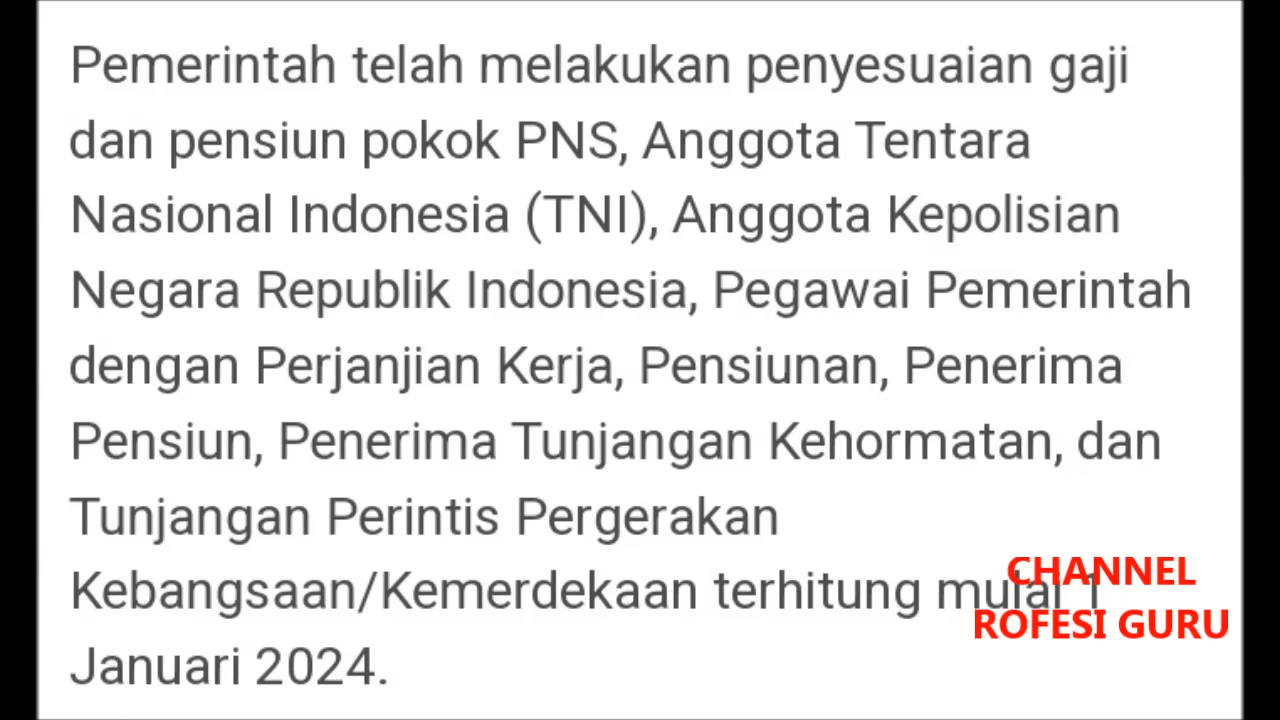 Pemerintah telah melakukan penyesuaian gaji
dan pensiun pokok PNS, Anggota Tentara
Nasional Indonesia (TNI), Anggota Kepolisian
Negara Republik Indonesia, Pegawai Pemerintah
dengan Perjanjian Kerja, Pensiunan, Penerima
Pensiun, Penerima Tunjangan Kehormatan, dan
Tunjangan Perintis Pergerakan
Kebangsaan/Kemerdekaan terhitung mulai 1
Januari 2024.
CHANNEL
ROFESI GURU